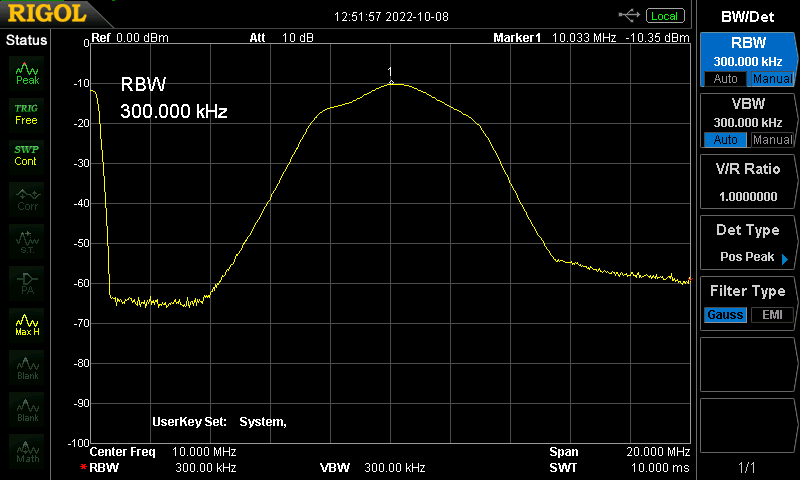 RIGOL
12:51:57 2022-10-08
Local
BW/Det
Status
Ref 0.00 dBm Att 10 dB Marker1 10.033 MHz -10.35 dBm
Peak
TRIG
Free
SWP
Cont
Corr
S.T.
PA
Max H
Blank
Blank
Math
0
-10
-20
-30
-40
-50
-60
-70
-80
-90
-100
1
RBW
300.000 kHz
UserKey Set: System,
Center Freq 10.000 MHz Span 20.000 MHz
RBW 300.00 kHz VBW 300.00 kHz SWT 10.000 ms
RBW
300.000 kHz
Auto Manual
VBW
300.000 kHz
Auto Manual
V/R Ratio
1.0000000
Det Type
Pos Peak
Filter Type
Gauss EMI
1/1